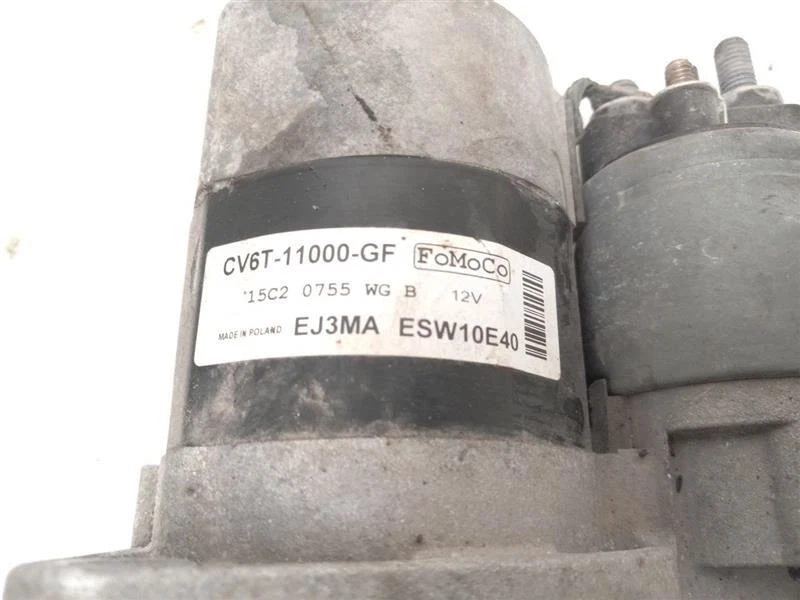 CV6T-11000-GF FoMoCo
15C2 0755 WG B 12V
MADE IN POLAND EJ3MA ESW10E40